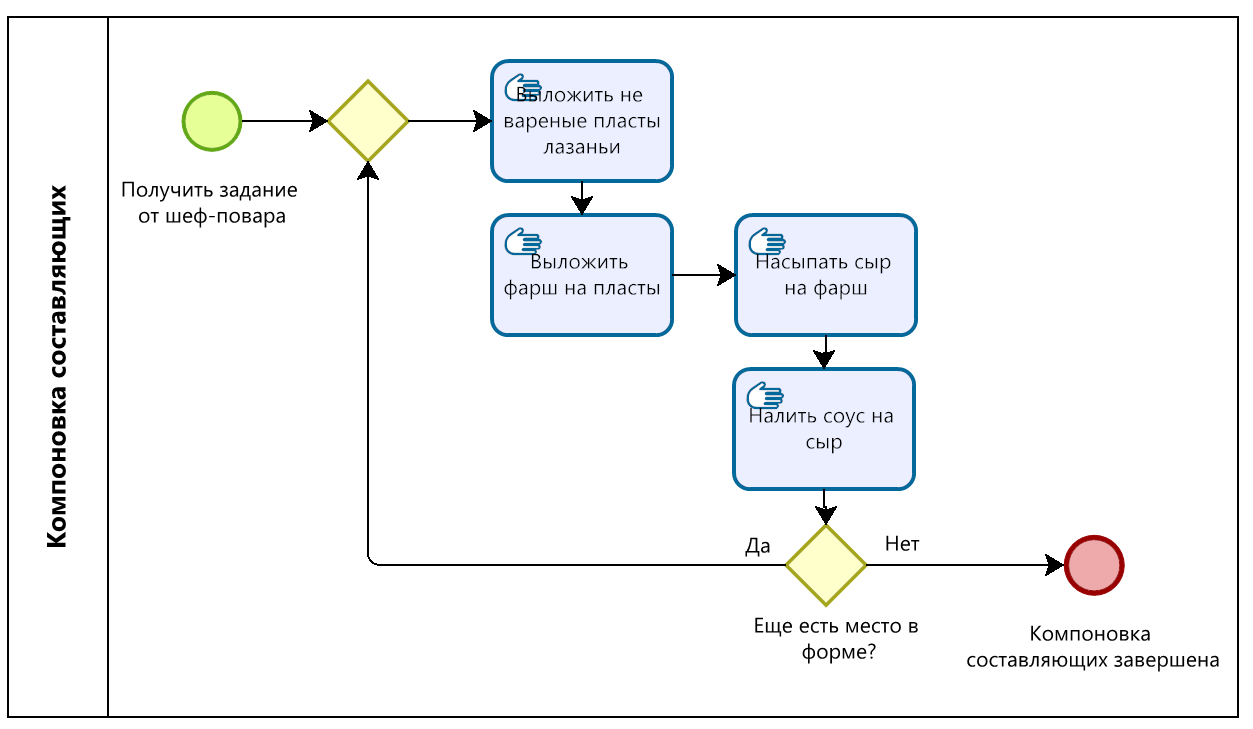 Компоновка составляющих
Получить задание
от шеф-повара
Выложить не
вареные пласты
лазаньи
Выложить
фарш на пласты
Насыпать сыр
на фарш
Налить соус на
сыр
Да
Нет
Еще есть место в
форме?
Компоновка
составляющих завершена